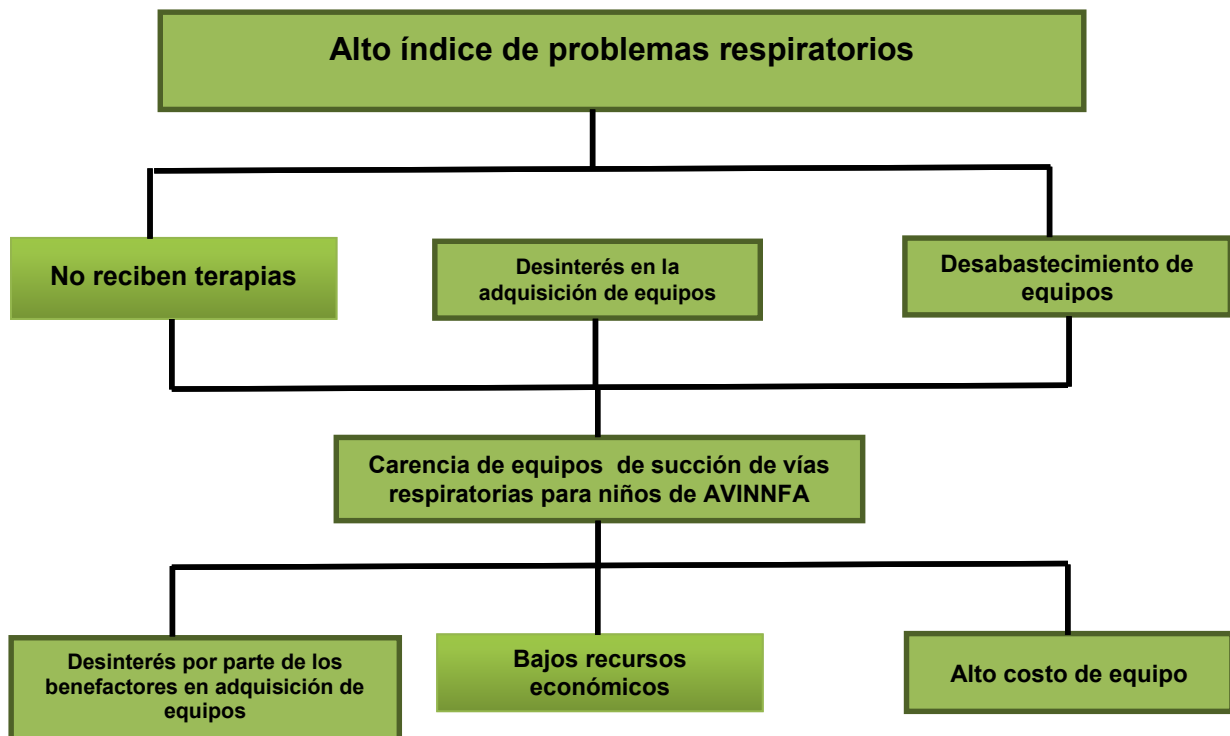 Alto índice de problemas respiratorios
No reciben terapias
Desinterés en la
adquisición de equipos
Desabastecimiento de
equipos
Carencia de equipos  de succión de vías
respiratorias para niños de AVINNFA
Desinterés por parte de los
benefactores en adquisición de
equipos
Bajos recursos
económicos
Alto costo de equipo